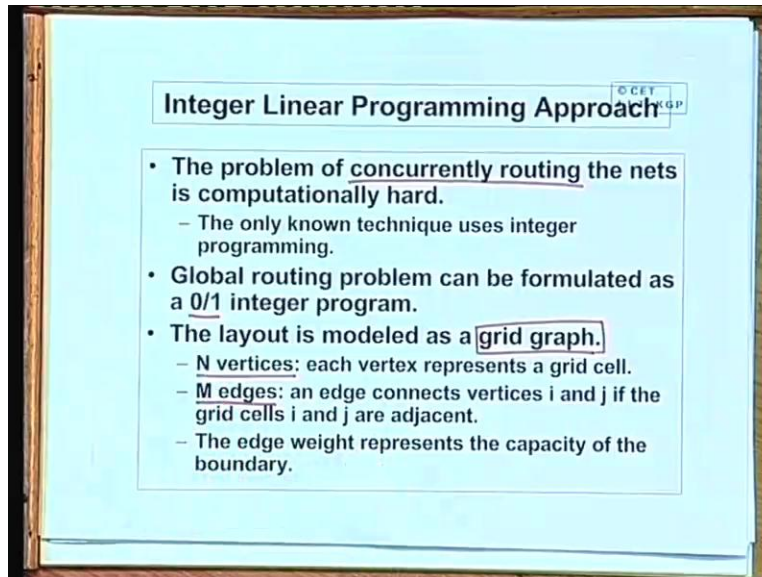 © CET
Integer Linear Programming Approach
• The problem of concurrently routing the nets
is computationally hard.
– The only known technique uses integer
programming.
• Global routing problem can be formulated as
a 0/1 integer program.
• The layout is modeled as a grid graph.
– N vertices: each vertex represents a grid cell.
– M edges: an edge connects vertices i and j if the
grid cells i and j are adjacent.
– The edge weight represents the capacity of the
boundary.